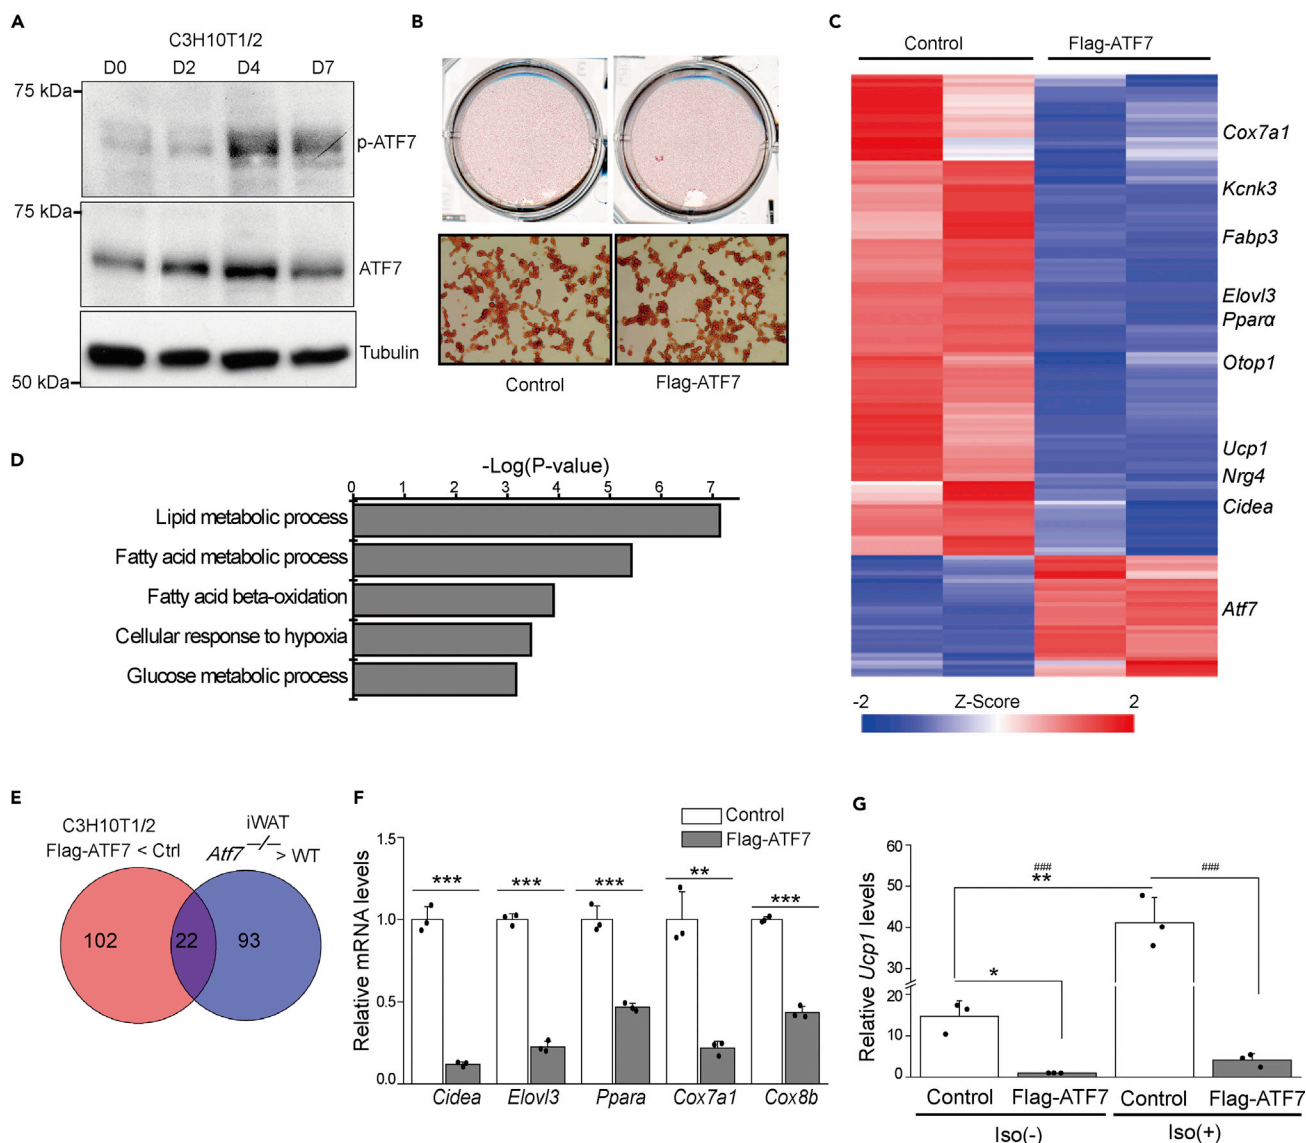 A
C3H10T1/2
D0 D2 D4 D7
75 kDa
p-ATF7
75 kDa
ATF7
Tubulin
50 kDa
B
Control Flag-ATF7
C
Control Flag-ATF7
Cox7a1
Kcnk3
Fabp3
Elovl3
Pparα
Otop1
Ucp1
Nrg4
Cidea
Atf7
-2 Z-Score 2
D
-Log(P-value)
0 1 2 3 4 5 6 7
Lipid metabolic process
Fatty acid metabolic process
Fatty acid beta-oxidation
Cellular response to hypoxia
Glucose metabolic process
E
C3H10T1/2
Flag-ATF7 < Ctrl
iWAT
Atf7 −/− > WT
102 22 93
F
Control
Flag-ATF7
Relative mRNA levels
1.5
1.0
0.5
0.0
*** *** *** ** ***
Cidea Elovl3 Ppara Cox7a1 Cox8b
G
Relative Ucp1 levels
60
50
40
30
20
10
0
###
**
###
*
Control Flag-ATF7 Control Flag-ATF7
Iso(-) Iso(+)